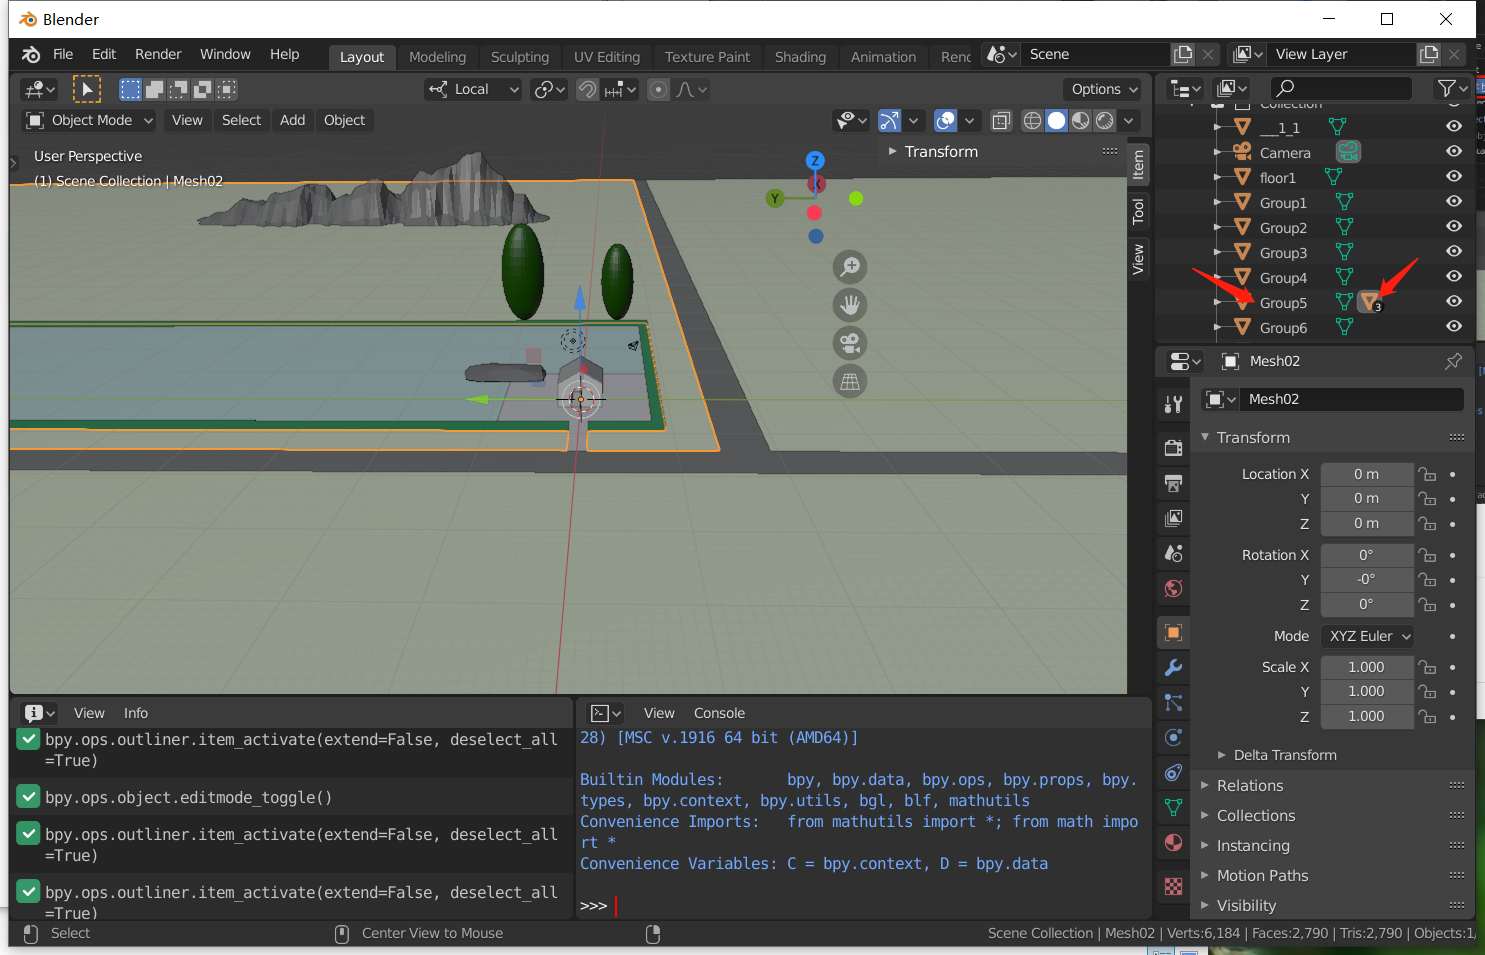 Blender
File Edit Render Window Help Layout Modeling Sculpting UV Editing Texture Paint Shading Animation Scene View Layer
Local Options
Object Mode View Select Add Object
User Perspective
(1) Scene Collection | Mesh02
Transform
Item
Tool
View
Z
X
Y
Collection
___1_1
Camera
floor1
Group1
Group2
Group3
Group4
Group5 3
Group6
Mesh02
Mesh02
Transform
Location X 0 m
Y 0 m
Z 0 m
Rotation X 0°
Y -0°
Z 0°
Mode XYZ Euler
Scale X 1.000
Y 1.000
Z 1.000
Delta Transform
Relations
Collections
Instancing
Motion Paths
Visibility
View Info
bpy.ops.outliner.item_activate(extend=False, deselect_all
=True)
bpy.ops.object.editmode_toggle()
bpy.ops.outliner.item_activate(extend=False, deselect_all
=True)
bpy.ops.outliner.item_activate(extend=False, deselect_all
=True)
View Console
28) [MSC v.1916 64 bit (AMD64)]
Builtin Modules: bpy, bpy.data, bpy.ops, bpy.props, bpy.
types, bpy.context, bpy.utils, bgl, blf, mathutils
Convenience Imports: from mathutils import *; from math impo
rt *
Convenience Variables: C = bpy.context, D = bpy.data
>>>
Select Center View to Mouse Scene Collection | Mesh02 | Verts:6,184 | Faces:2,790 | Tris:2,790 | Objects:1/